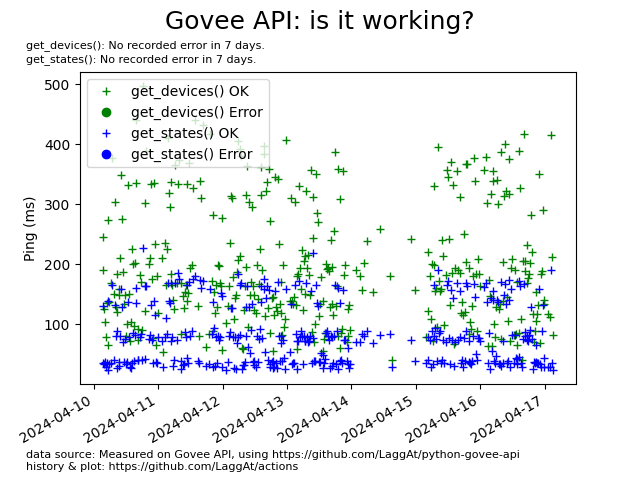 Govee API: is it working?
get_devices(): No recorded error in 7 days.
get_states(): No recorded error in 7 days.
500
400
300
200
100
Ping (ms)
get_devices() OK
get_devices() Error
get_states() OK
get_states() Error
2024-04-10
2024-04-11
2024-04-12
2024-04-13
2024-04-14
2024-04-15
2024-04-16
2024-04-17
data source: Measured on Govee API, using https://github.com/LaggAt/python-govee-api
history & plot: https://github.com/LaggAt/actions